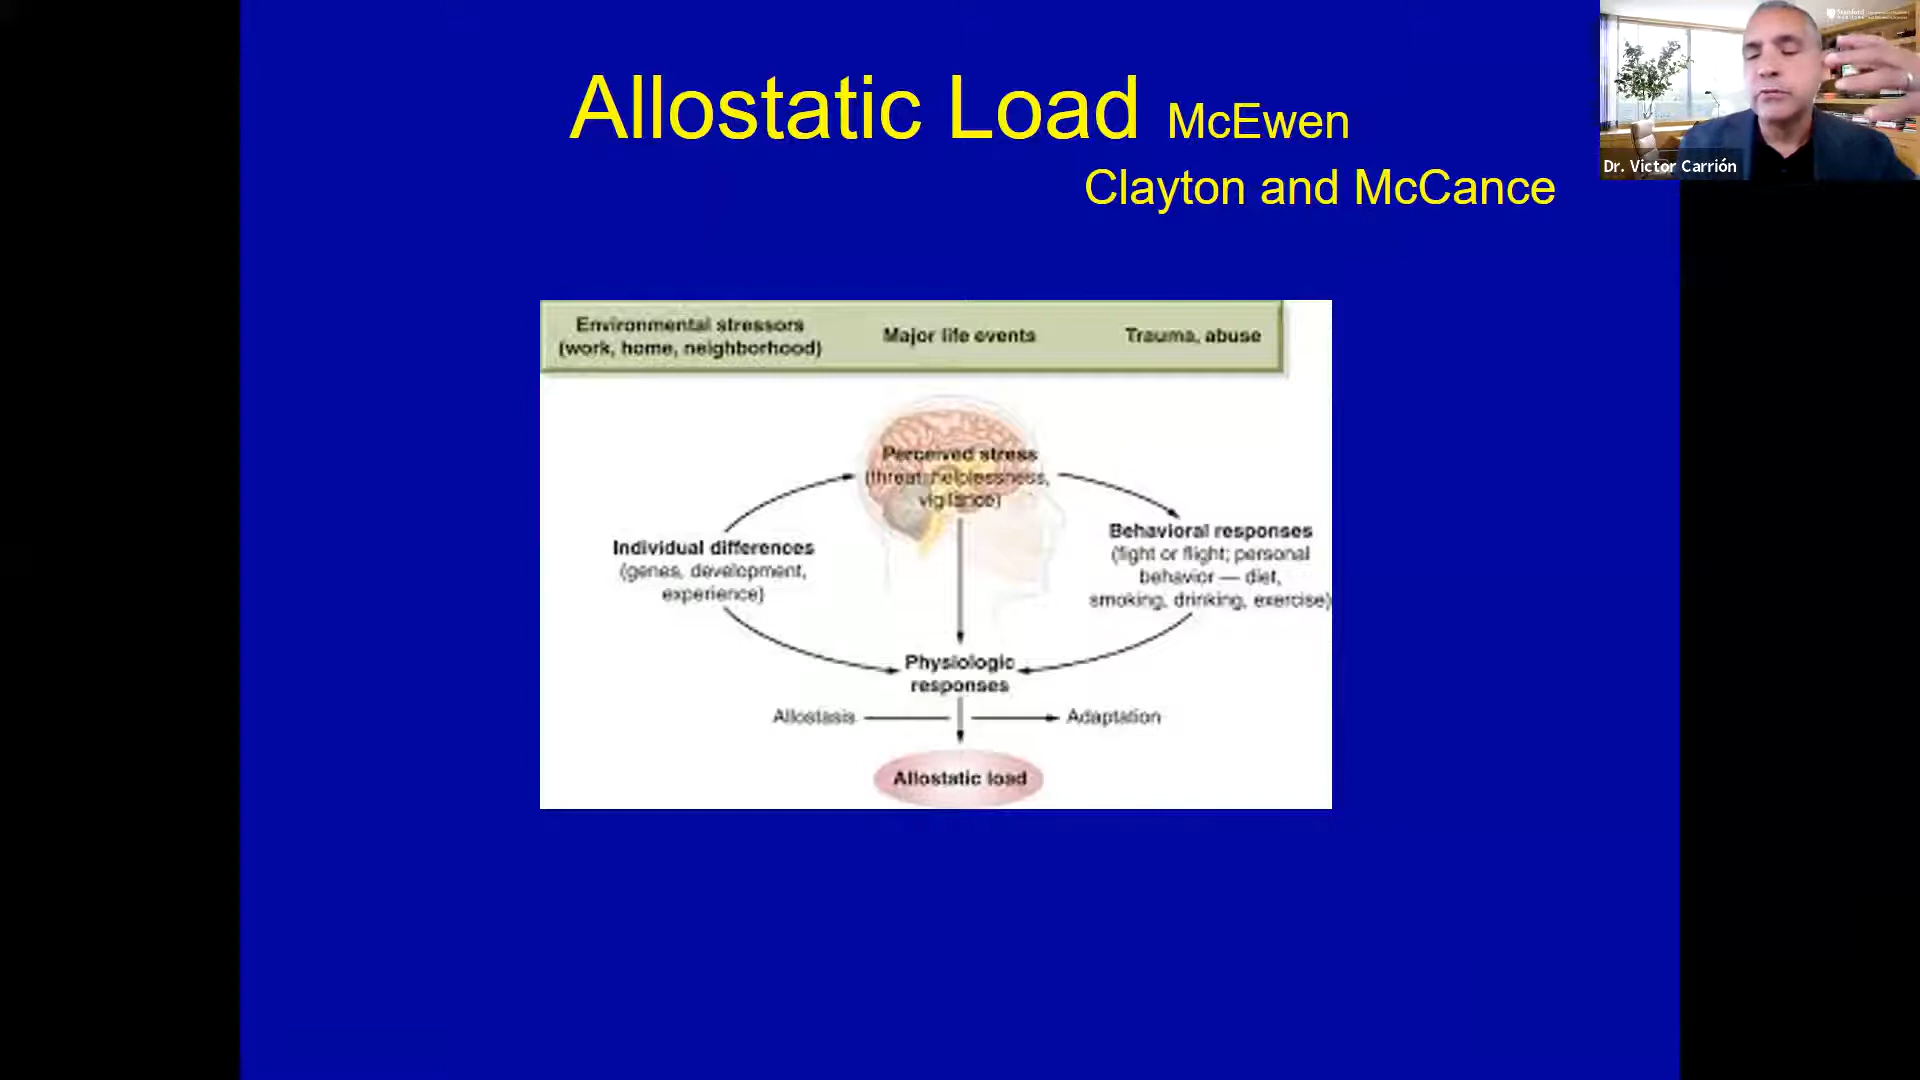 Allostatic Load McEwen
Clayton and McCance
Stanford
Dr. Victor Carrión
Environmental stressors
(work, home, neighborhood)
Major life events
Trauma, abuse
Perceived stress
(threat, helplessness,
vigilance)
Individual differences
(genes, development,
experience)
Behavioral responses
(fight or flight; personal
behavior — diet,
smoking, drinking, exercise)
Physiologic
responses
Allostasis
Adaptation
Allostatic load